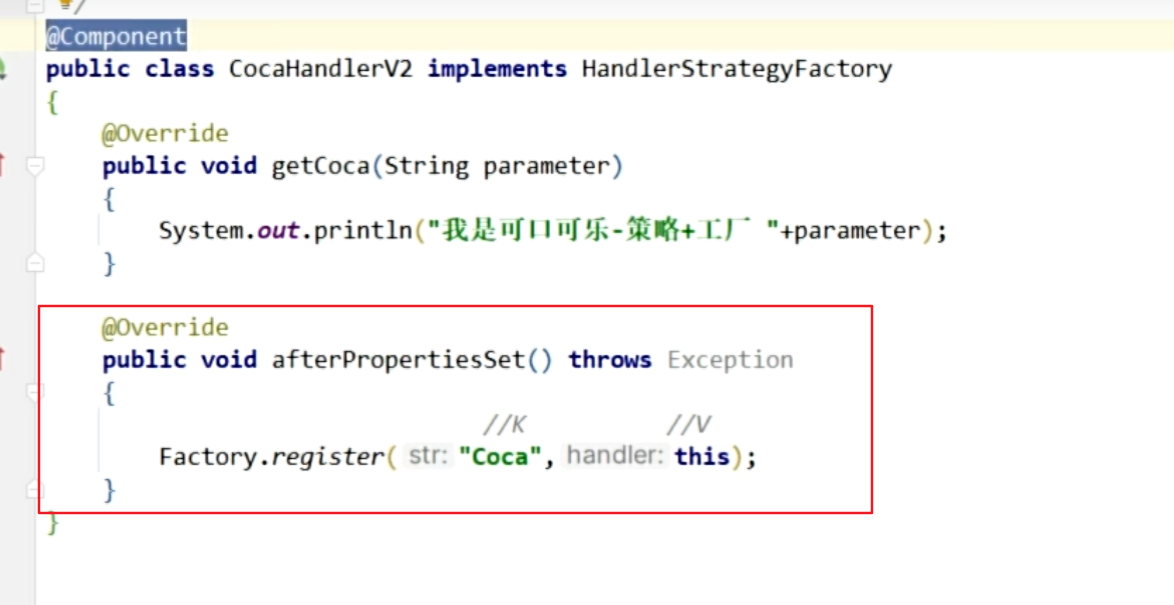 */
@Component
public class CocaHandlerV2 implements HandlerStrategyFactory
{
    @Override
    public void getCoca(String parameter)
    {
        System.out.println("我是可口可乐-策略+工厂 "+parameter);
    }
    @Override
    public void afterPropertiesSet() throws Exception
    {
                       //K          //V
        Factory.register( str: "Coca", handler: this);
    }
}